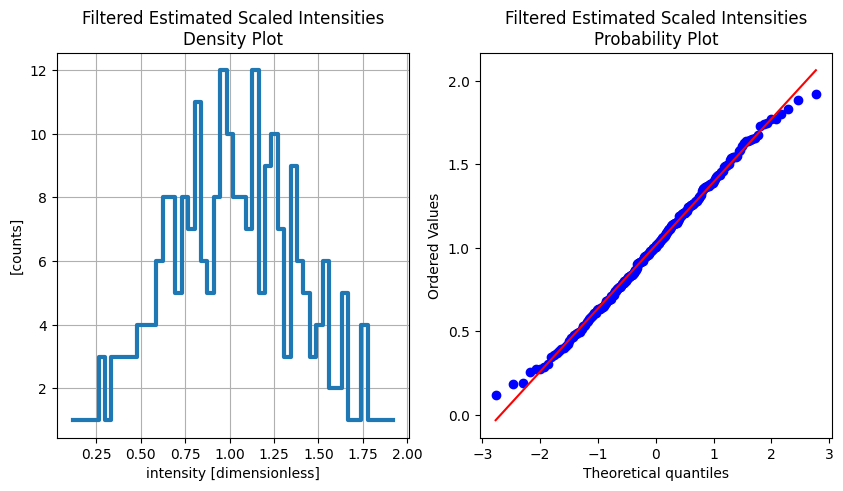 Filtered Estimated Scaled Intensities
Density Plot
12
10
8
6
4
2
[counts]
0.25 0.50 0.75 1.00 1.25 1.50 1.75 2.00
intensity [dimensionless]
Filtered Estimated Scaled Intensities
Probability Plot
2.0
1.5
1.0
0.5
0.0
Ordered Values
−3 −2 −1 0 1 2 3
Theoretical quantiles